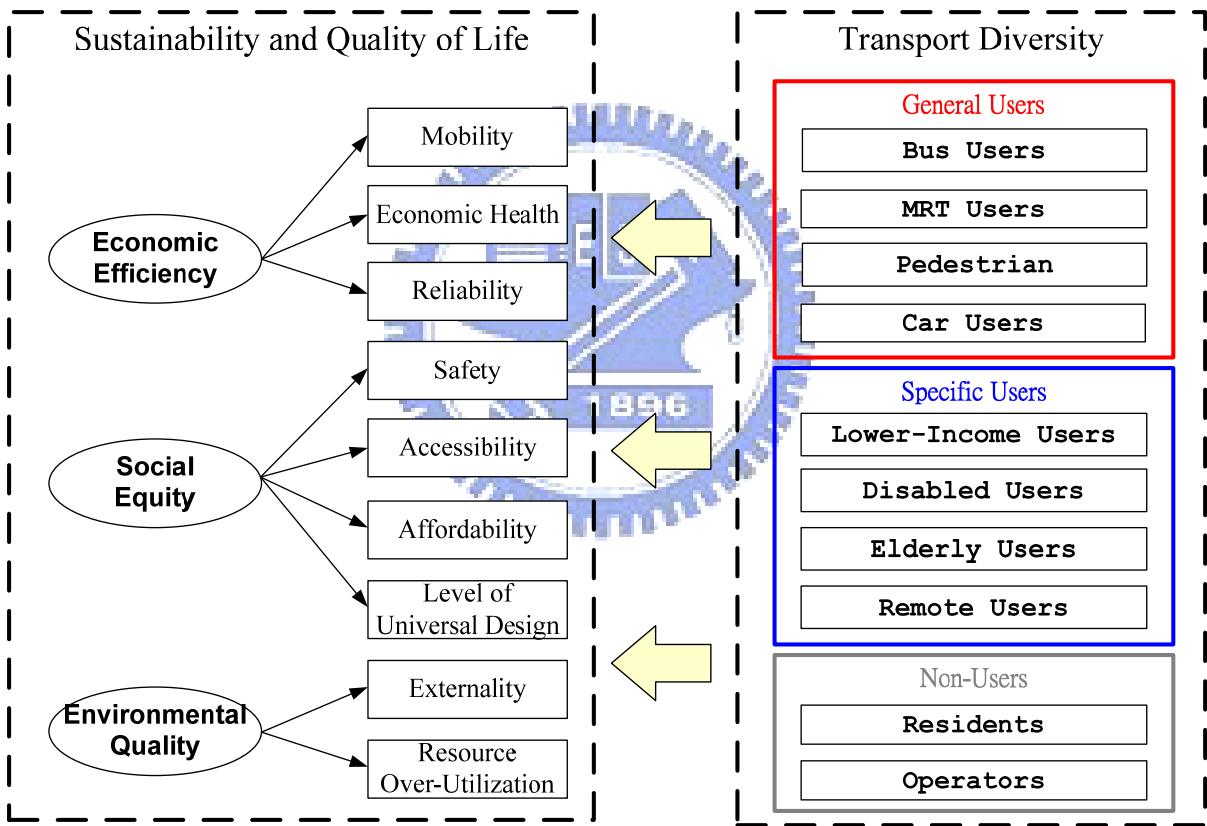 Sustainability and Quality of Life
Economic
Efficiency
Mobility
Economic Health
Reliability
Social
Equity
Safety
Accessibility
Affordability
Level of
Universal Design
Environmental
Quality
Externality
Resource
Over-Utilization
1896
Transport Diversity
General Users
Bus Users
MRT Users
Pedestrian
Car Users
Specific Users
Lower-Income Users
Disabled Users
Elderly Users
Remote Users
Non-Users
Residents
Operators